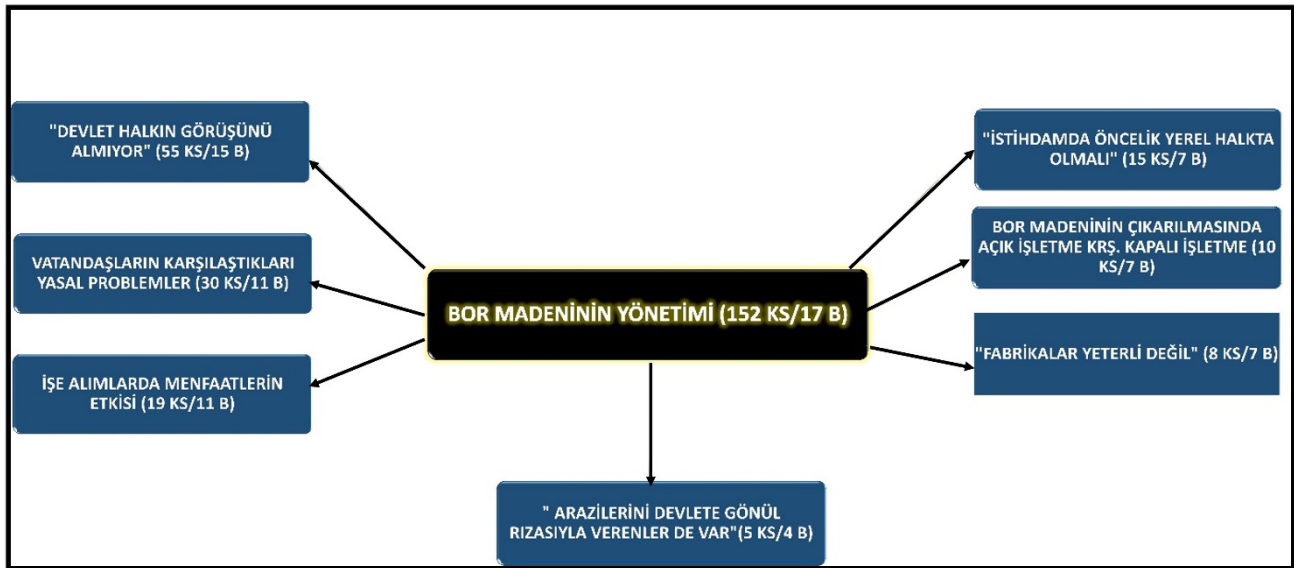 "DEVLET HALKIN GÖRÜŞÜNÜ
ALMIYOR" (55 KS/15 B)
VATANDAŞLARIN KARŞILAŞTIKLARI
YASAL PROBLEMLER (30 KS/11 B)
İŞE ALIMLARDA MENFAATLERİN
ETKİSİ (19 KS/11 B)
BOR MADENİNİN YÖNETİMİ (152 KS/17 B)
"İSTİHDAMDA ÖNCELİK YEREL HALKTA
OLMALI" (15 KS/7 B)
BOR MADENİNİN ÇIKARILMASINDA
AÇIK İŞLETME KRŞ. KAPALI İŞLETME (10
KS/7 B)
"FABRİKALAR YETERLİ DEĞİL" (8 KS/7 B)
" ARAZİLERİNİ DEVLETE GÖNÜL
RIZASIYLA VERENLER DE VAR"(5 KS/4 B)